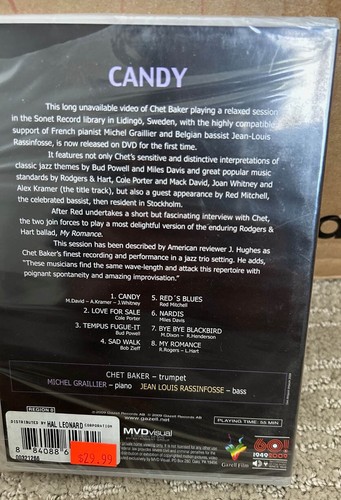 CANDY
This long unavailable video of Chet Baker playing a relaxed session
in the Sonet Record library in Lidingö, Sweden, with the highly compatible
support of French pianist Michel Graillier and Belgian bassist Jean-Louis
Rassinfosse, is now released on DVD for the first time.
It features not only Chet's sensitive and distinctive interpretations of
classic jazz themes by Bud Powell and Miles Davis and great popular music
standards by Rodgers & Hart, Cole Porter and Mack David, Joan Whitney and
Alex Kramer (the title track), but also a guest appearance by Red Mitchell,
the celebrated bassist, then resident in Stockholm.
After Red undertakes a short but fascinating interview with Chet,
the two join forces to play a most delightful version of the enduring Rodgers &
Hart ballad, My Romance.
This session has been described by American reviewer J. Hughes as
Chet Baker's finest recording and performance in a jazz trio setting. He adds,
"These musicians find the same wave-length and attack this repertoire with
poignant spontaneity and amazing improvisation."
1. CANDY
M.David – A.Kramer – J.Whitney
2. LOVE FOR SALE
Cole Porter
3. TEMPUS FUGUE-IT
Bud Powell
4. SAD WALK
Bob Zieff
5. RED´S BLUES
Red Mitchell
6. NARDIS
Miles Davis
7. BYE BYE BLACKBIRD
M.Dixon – R.Henderson
8. MY ROMANCE
R.Rogers – L.Hart
CHET BAKER – trumpet
MICHEL GRAILLIER – piano JEAN LOUIS RASSINFOSSE – bass
REGION 0
PLAYING TIME: 55 MIN
www.gazell.net
DISTRIBUTED BY HAL LEONARD CORPORATION
8 84088 6
00321268
$29.99
MVDvisual
Gazell Film
60!
1949 2009